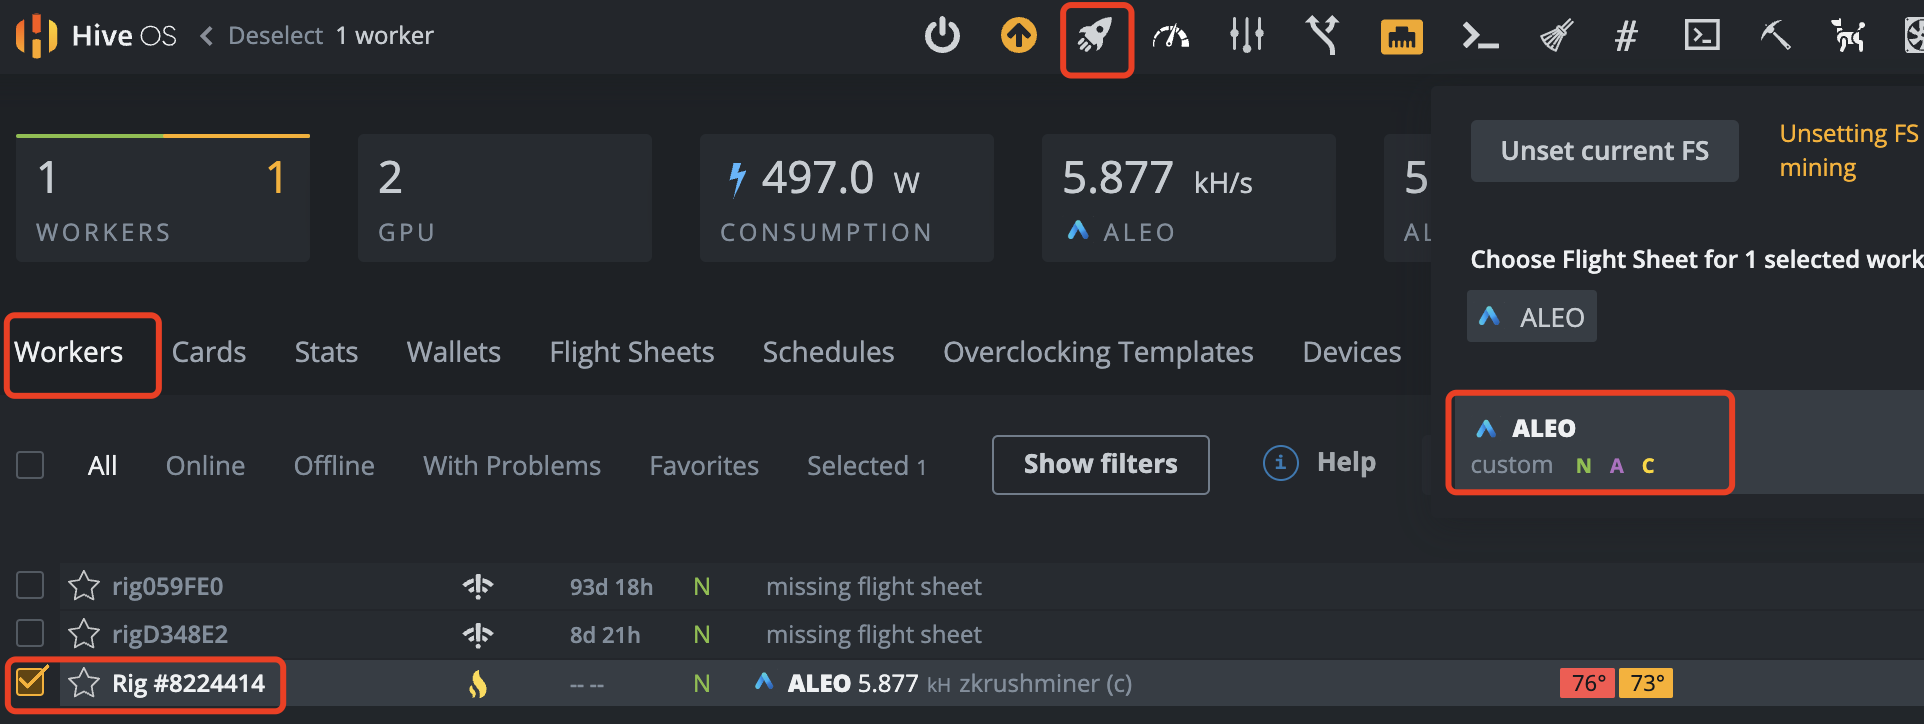 Hive OS Deselect 1 worker
1 1
WORKERS
2
GPU
497.0 W
CONSUMPTION
5.877 kH/s
ALEO
5
AL
Unset current FS
Unsetting FS
mining
Choose Flight Sheet for 1 selected work
ALEO
ALEO
custom N A C
Workers Cards Stats Wallets Flight Sheets Schedules Overclocking Templates Devices
All Online Offline With Problems Favorites Selected 1 Show filters i Help
rig059FE0 93d 18h N missing flight sheet
rigD348E2 8d 21h N missing flight sheet
Rig #8224414 -- -- N ALEO 5.877 kH zkrushminer (c) 76° 73°